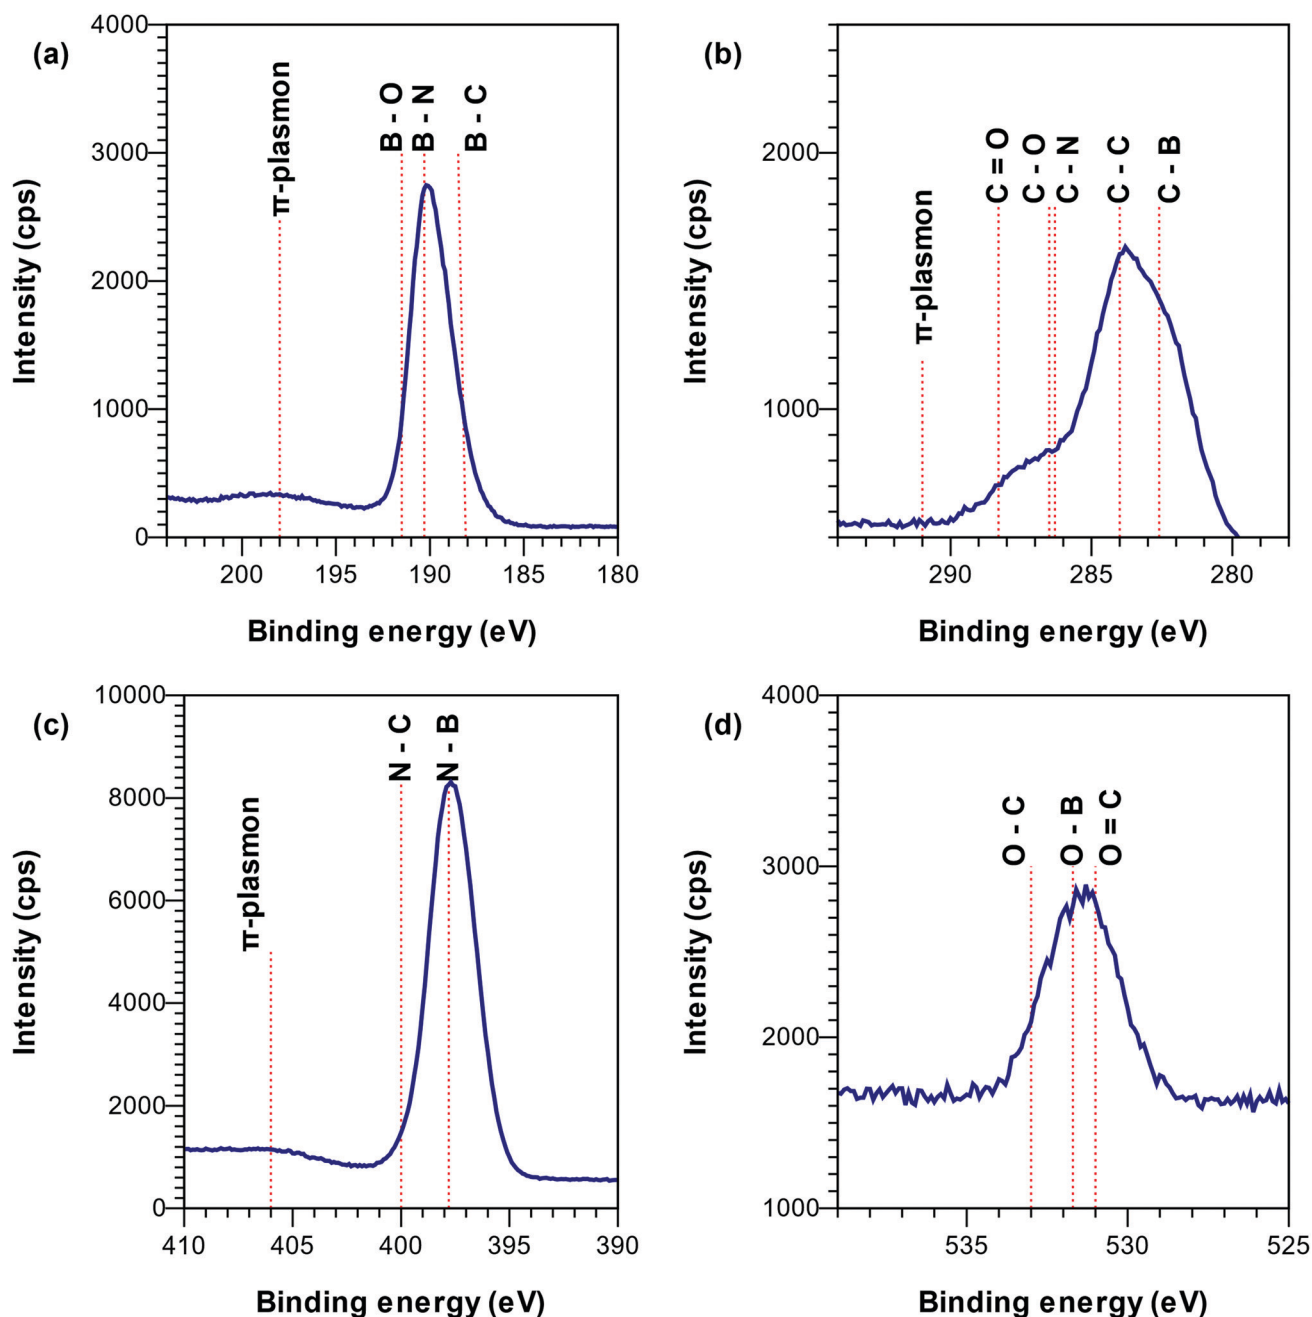 (a)
4000
3000
2000
1000
0
Intensity (cps)
π-plasmon
B - O
B - N
B - C
200
195
190
185
180
Binding energy (eV)
(b)
2000
1000
Intensity (cps)
π-plasmon
C = O
C - O
C - N
C - C
C - B
290
285
280
Binding energy (eV)
(c)
10000
8000
6000
4000
2000
0
Intensity (cps)
π-plasmon
N - C
N - B
410
405
400
395
390
Binding energy (eV)
(d)
4000
3000
2000
1000
Intensity (cps)
O - C
O - B
O = C
535
530
525
Binding energy (eV)